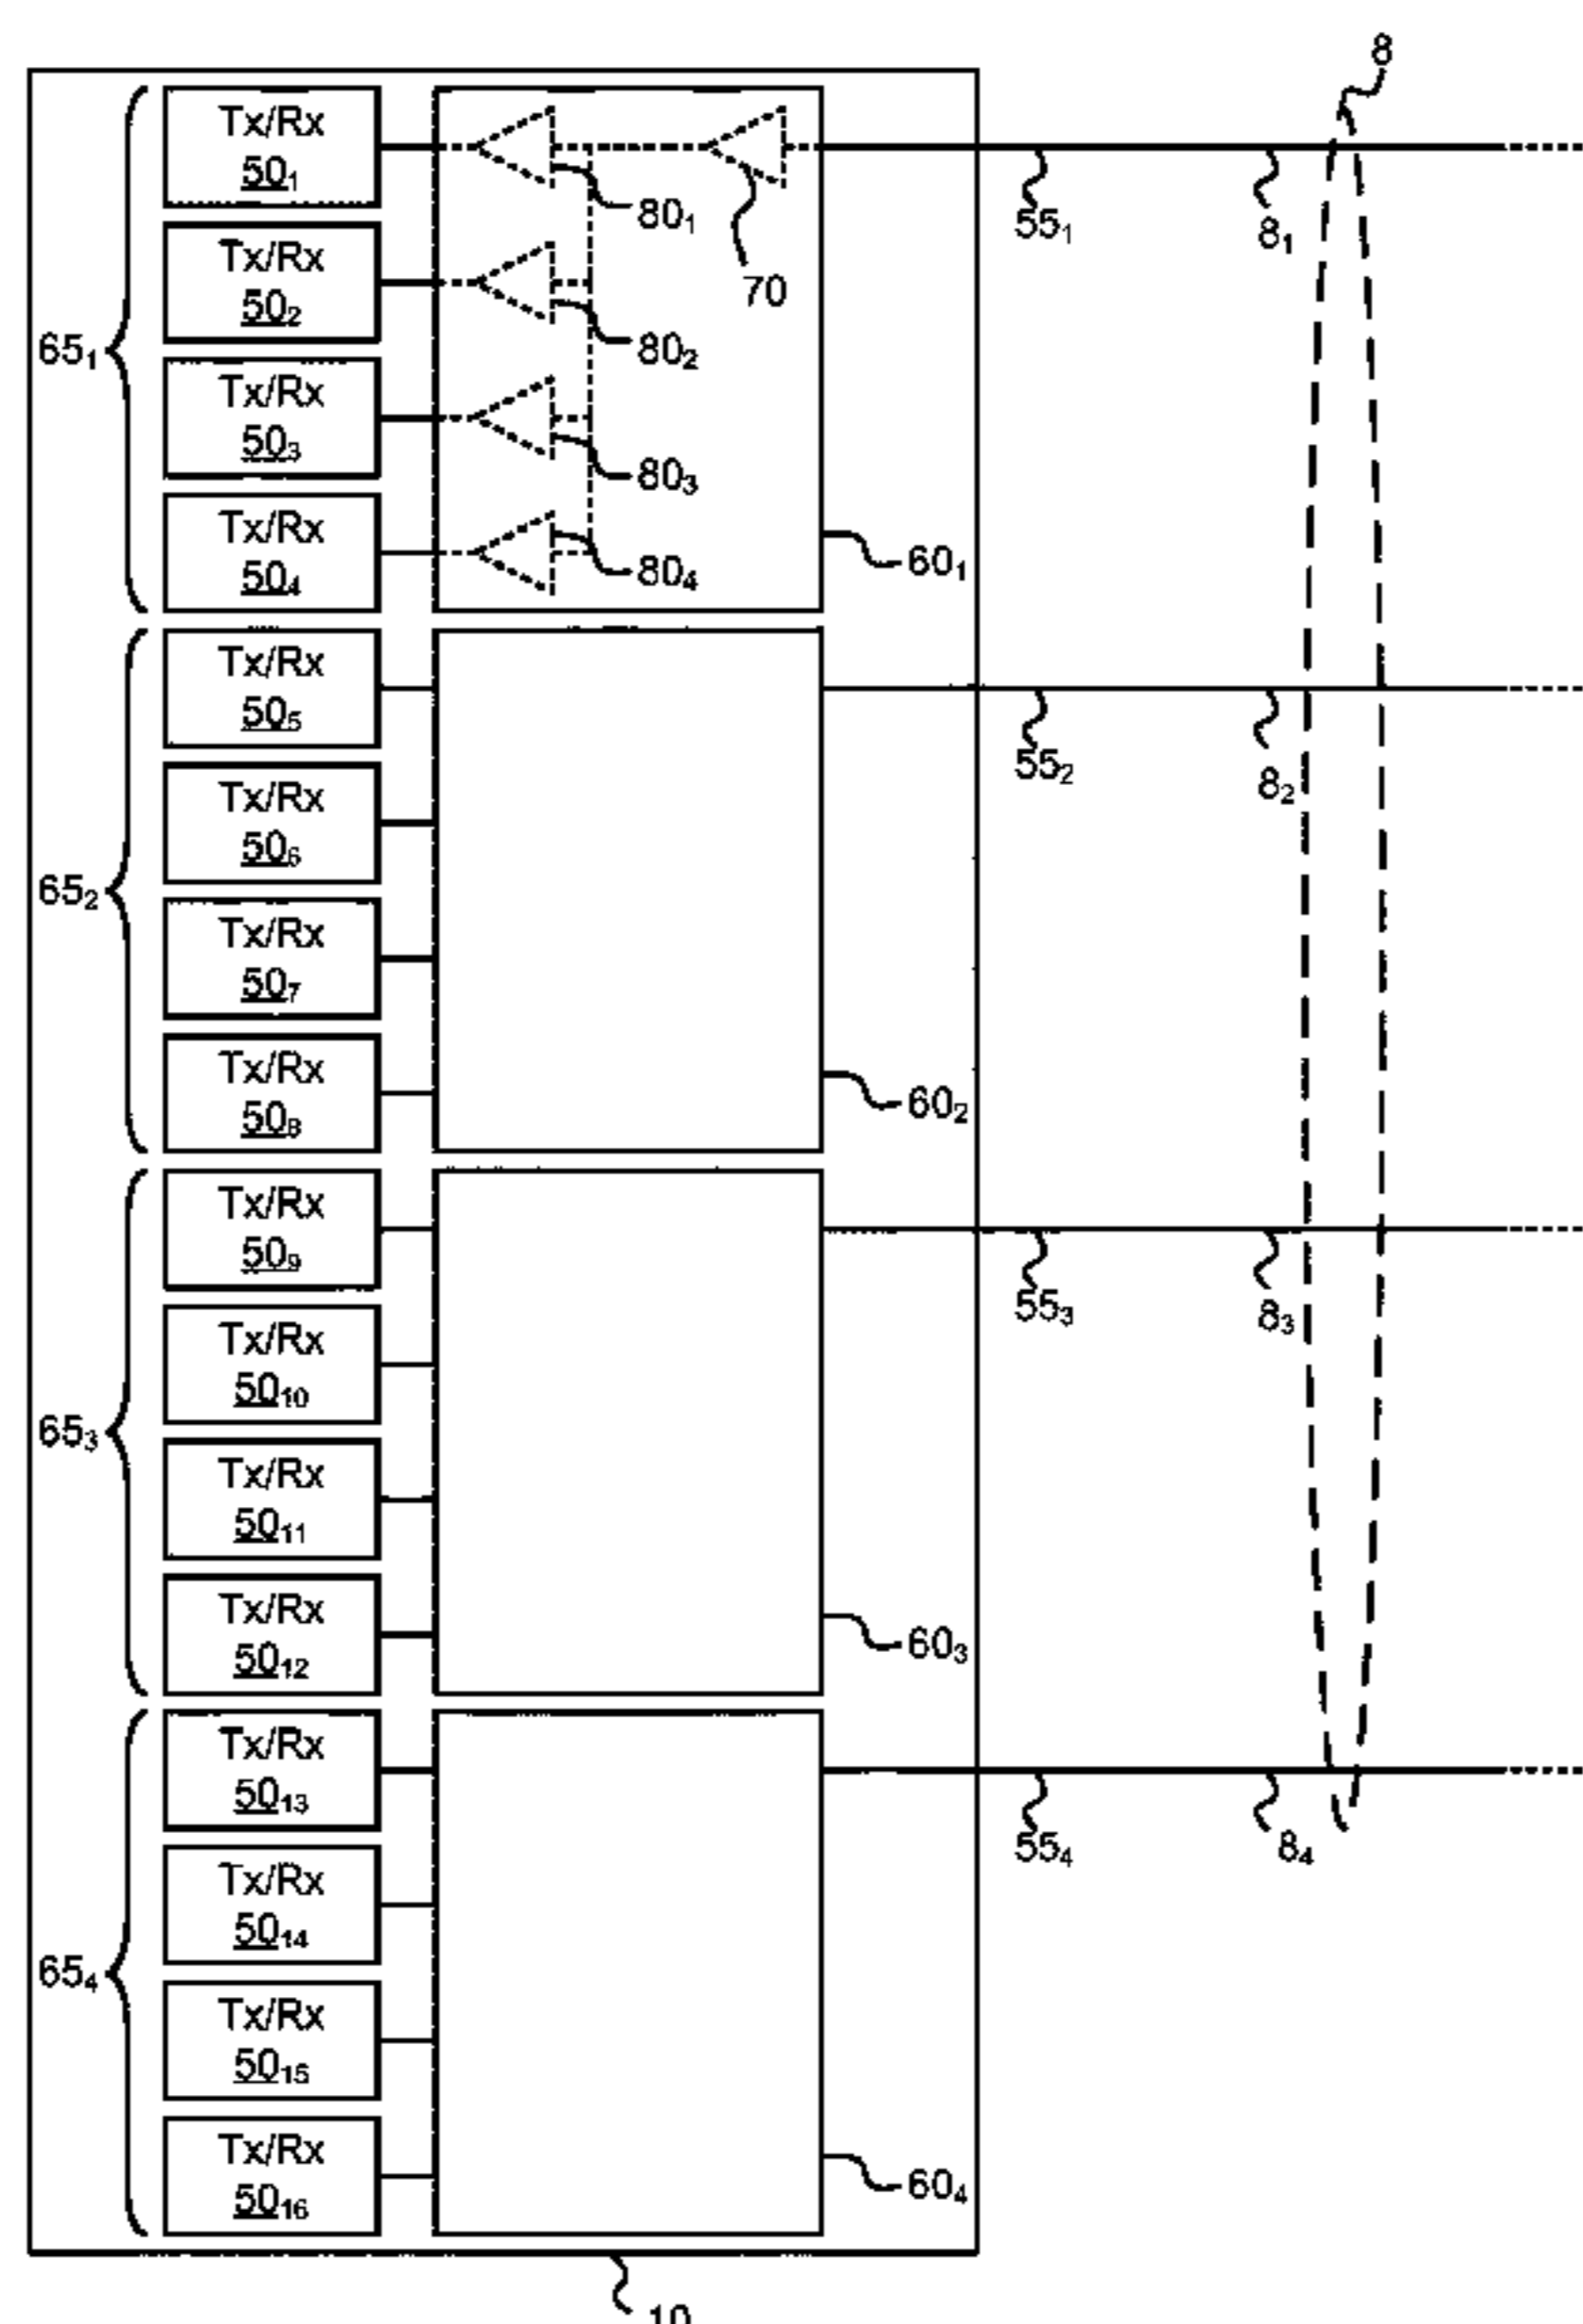 8
Tx/Rx
50₁
80₁
55₁
8₁
70
Tx/Rx
50₂
80₂
65₁
Tx/Rx
50₃
80₃
Tx/Rx
50₄
80₄
60₁
Tx/Rx
50₅
55₂
8₂
Tx/Rx
50₆
65₂
Tx/Rx
50₇
Tx/Rx
50₈
60₂
Tx/Rx
50₉
55₃
8₃
Tx/Rx
50₁₀
65₃
Tx/Rx
50₁₁
Tx/Rx
50₁₂
60₃
Tx/Rx
50₁₃
55₄
8₄
Tx/Rx
50₁₄
65₄
Tx/Rx
50₁₅
Tx/Rx
50₁₆
60₄
10